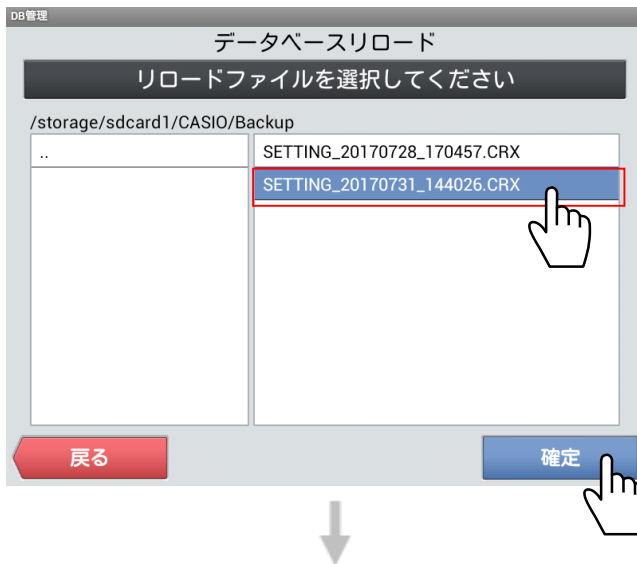 DB管理
データベースリロード
リロードファイルを選択してください
/storage/sdcard1/CASIO/Backup
..
SETTING_20170728_170457.CRX
SETTING_20170731_144026.CRX
戻る
確定